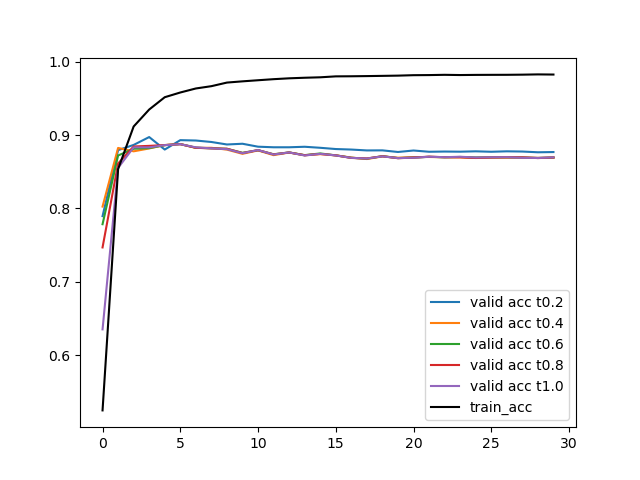 1.0
0.9
0.8
0.7
0.6
0 5 10 15 20 25 30
valid acc t0.2
valid acc t0.4
valid acc t0.6
valid acc t0.8
valid acc t1.0
train_acc